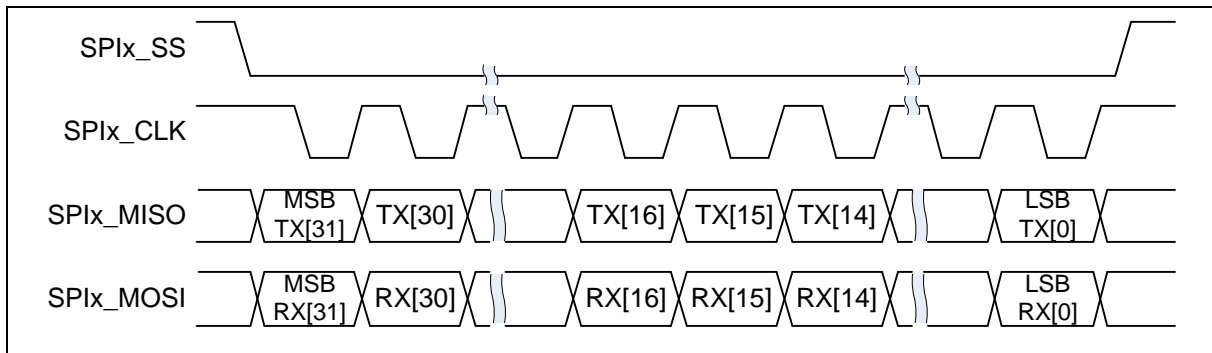 SPIx_SS
SPIx_CLK
SPIx_MISO
MSB
TX[31]
TX[30]
TX[16]
TX[15]
TX[14]
LSB
TX[0]
SPIx_MOSI
MSB
RX[31]
RX[30]
RX[16]
RX[15]
RX[14]
LSB
RX[0]